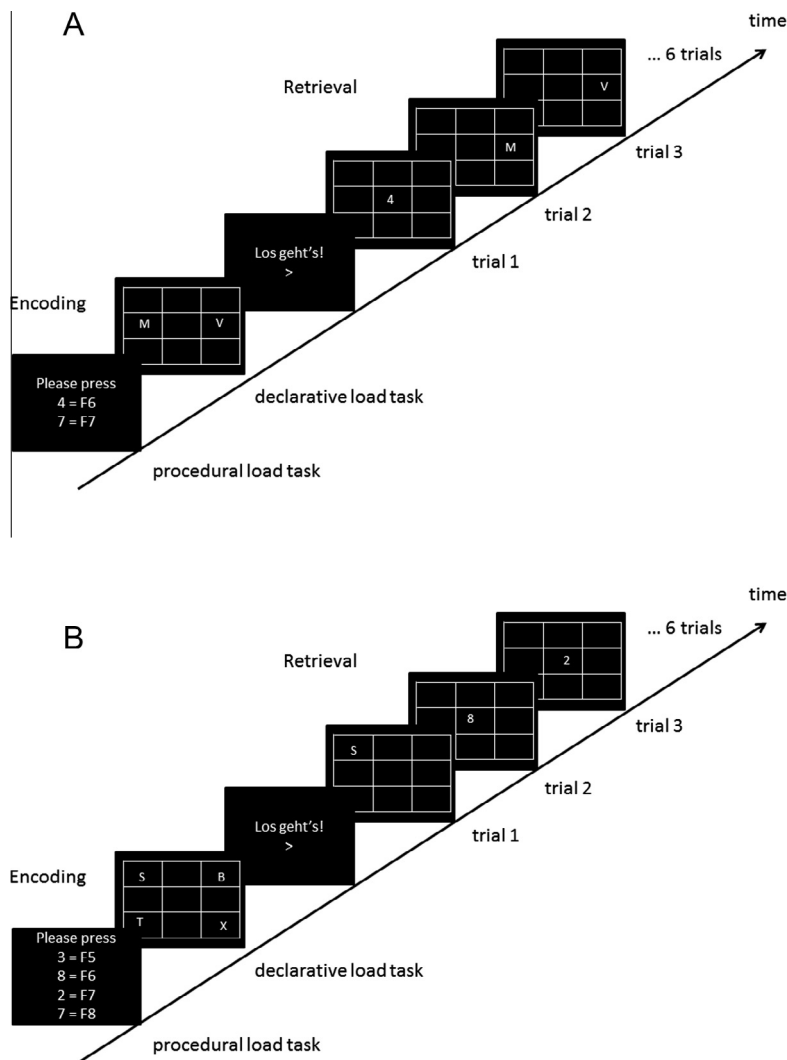 A
time
... 6 trials
V
Retrieval
M
trial 3
4
trial 2
Los geht's!
>
trial 1
Encoding
M V
declarative load task
Please press
4 = F6
7 = F7
procedural load task
B
time
... 6 trials
2
Retrieval
8
trial 3
S
trial 2
Los geht's!
>
trial 1
Encoding
S B
T X
declarative load task
Please press
3 = F5
8 = F6
2 = F7
7 = F8
procedural load task